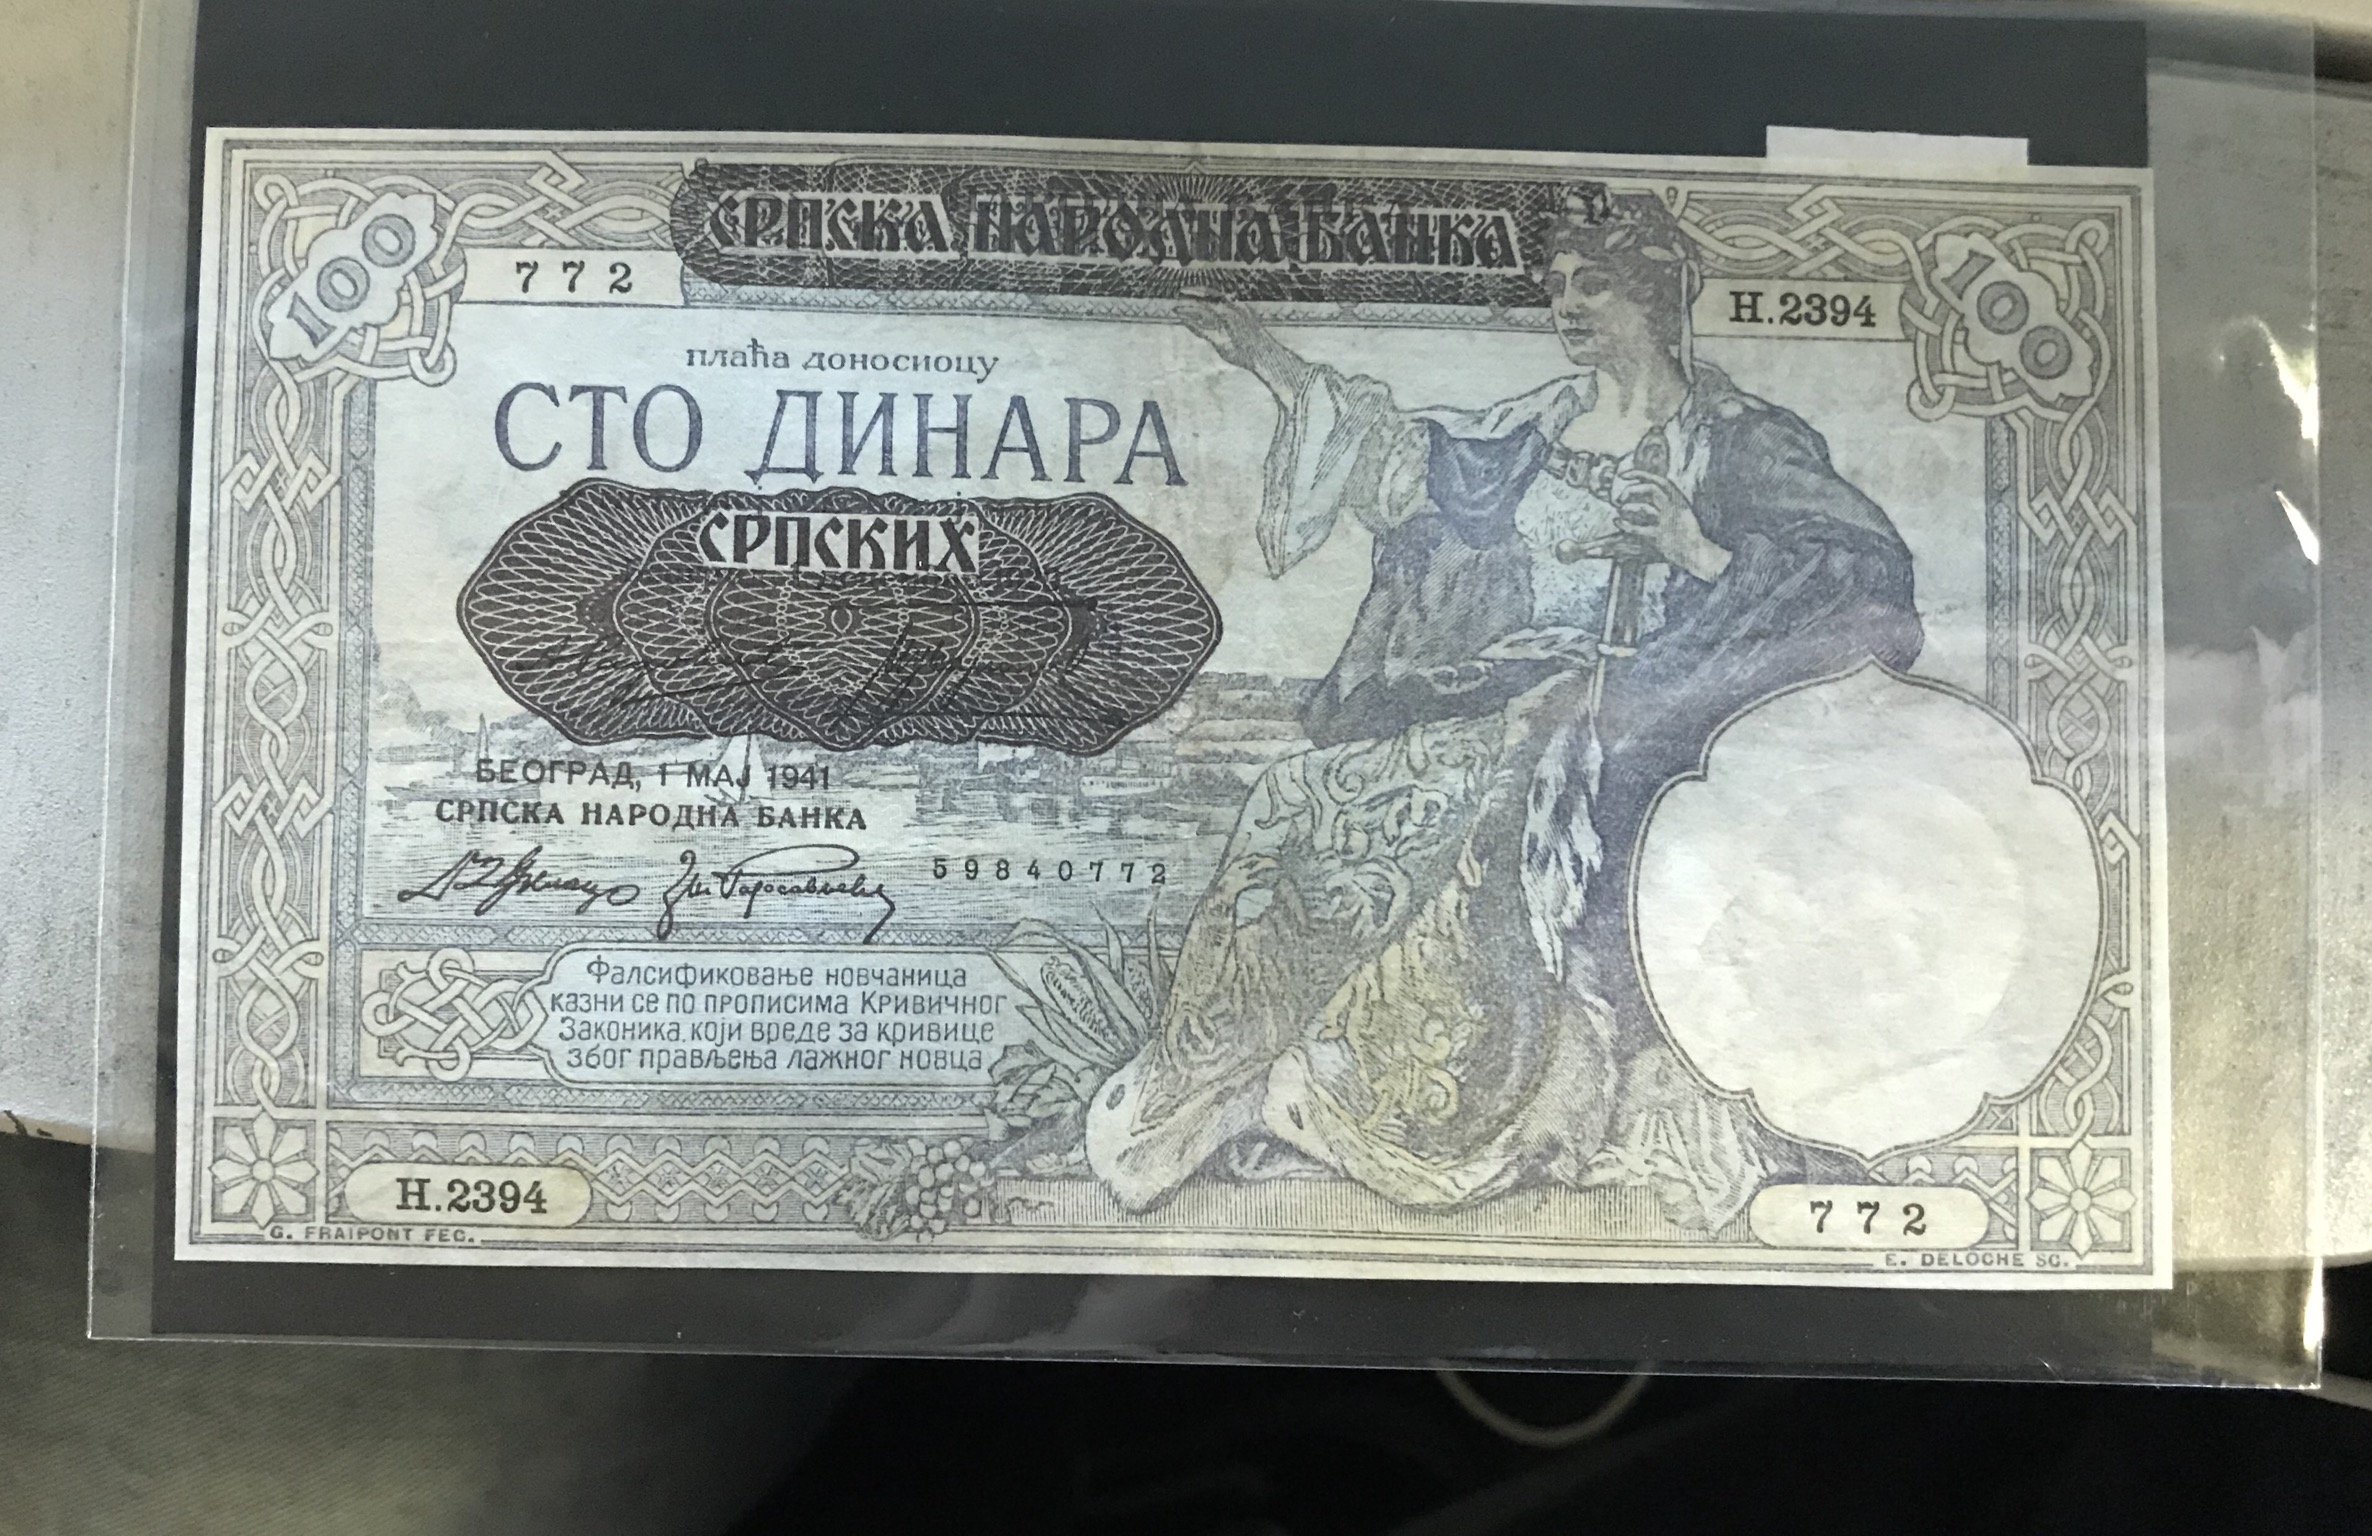 СРПСКА НАРОДНА БАНКА
100
772
Н.2394
100
плаћа доносиоцу
СТО ДИНАРА
СРПСКИХ
БЕОГРАД, 1 МАЈ 1941
СРПСКА НАРОДНА БАНКА
59840772
Фалсификовање новчаница
казни се по прописима Кривичног
Законика, који вреде за кривице
због прављења лажног новца
Н.2394
772
G. FRAIPONT FEC.
E. DELOCHE SC.